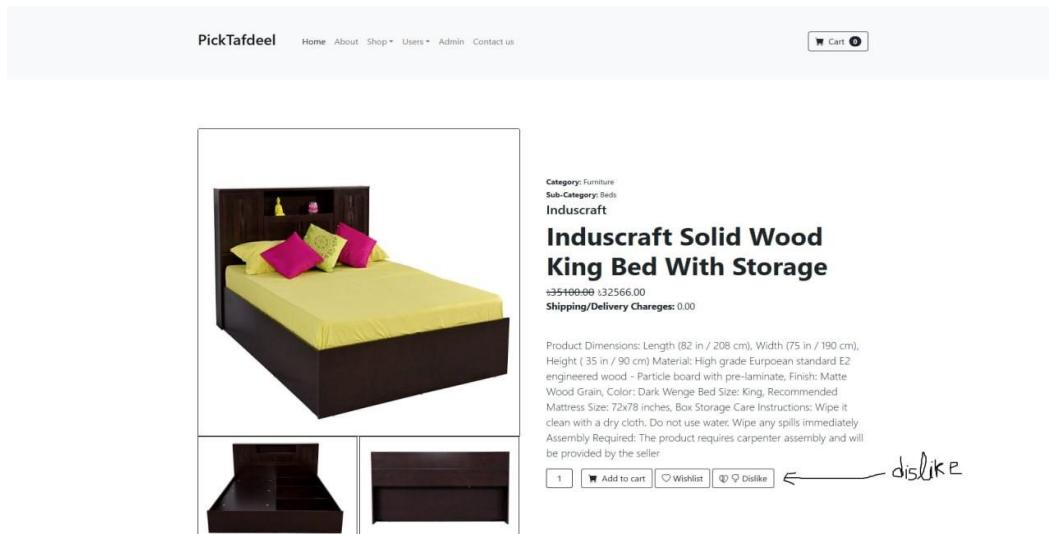 PickTafdeel Home About Shop Users Admin Contact us Cart 0
Category: Furniture
Sub-Category: Beds
Induscraft
Induscraft Solid Wood
King Bed With Storage
৳35100.00 ৳32566.00
Shipping/Delivery Chareges: 0.00
Product Dimensions: Length (82 in / 208 cm), Width (75 in / 190 cm),
Height ( 35 in / 90 cm) Material: High grade Eurpoean standard E2
engineered wood - Particle board with pre-laminate, Finish: Matte
Wood Grain, Color: Dark Wenge Bed Size: King, Recommended
Mattress Size: 72x78 inches, Box Storage Care Instructions: Wipe it
clean with a dry cloth. Do not use water. Wipe any spills immediately
Assembly Required: The product requires carpenter assembly and will
be provided by the seller
1 Add to cart Wishlist Dislike dislike